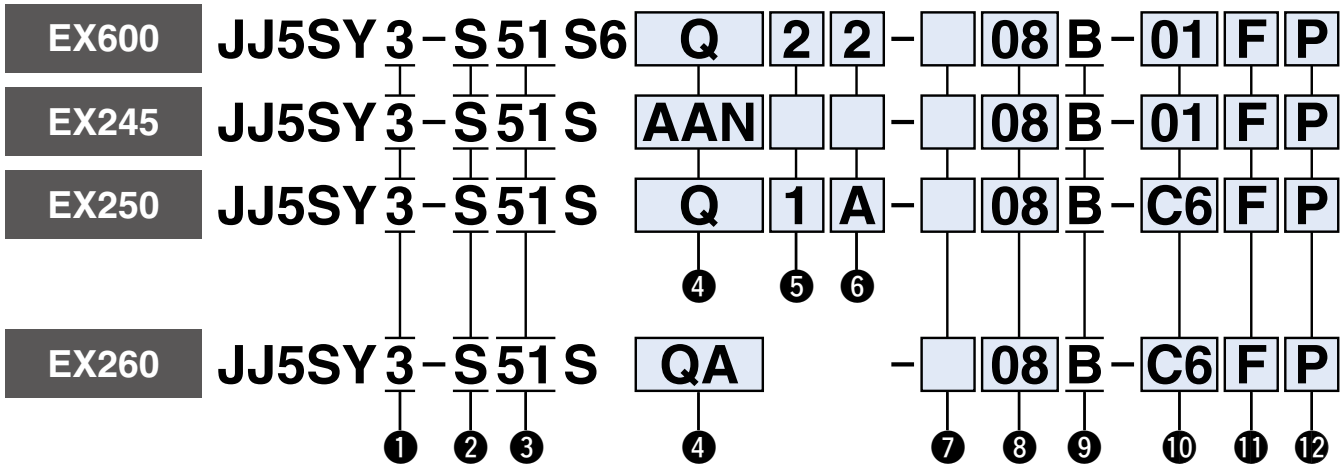 EX600 JJ5SY 3 - S 51 S6 Q 2 2 - 08 B - 01 F P
EX245 JJ5SY 3 - S 51 S AAN - 08 B - 01 F P
EX250 JJ5SY 3 - S 51 S Q 1 A - 08 B - C6 F P
❹ ❺ ❻
EX260 JJ5SY 3 - S 51 S QA - 08 B - C6 F P
❶ ❷ ❸ ❹ ❼ ❽ ❾ ❿ ⓫ ⓬